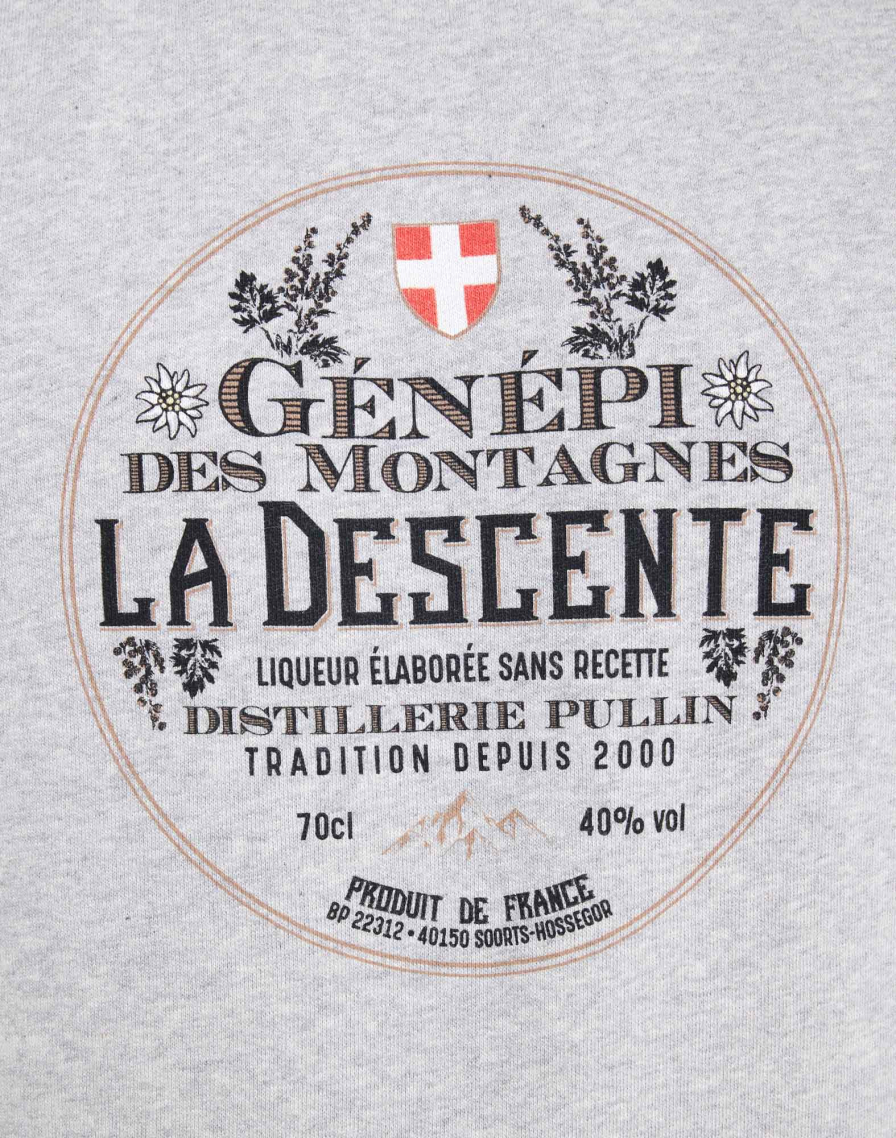 GÉNÉPI
DES MONTAGNES
LA DESCENTE
LIQUEUR ÉLABORÉE SANS RECETTE
DISTILLERIE PULLIN
TRADITION DEPUIS 2000
70cl 40% vol
PRODUIT DE FRANCE
BP 22312 • 40150 SOORTS-HOSSEGOR